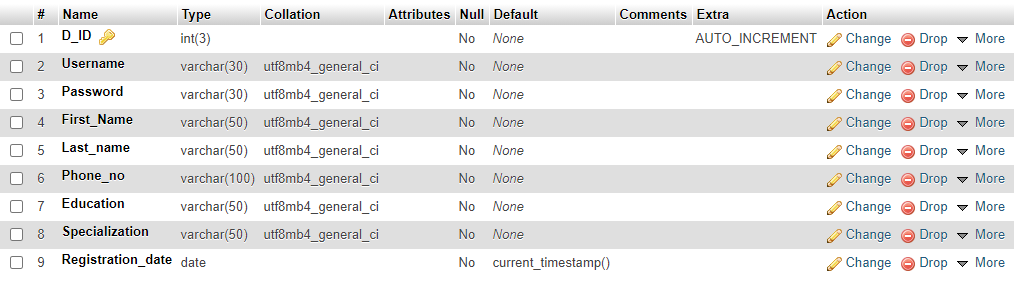 # Name Type Collation Attributes Null Default Comments Extra Action
1 D_ID int(3) No None AUTO_INCREMENT Change Drop More
2 Username varchar(30) utf8mb4_general_ci No None Change Drop More
3 Password varchar(30) utf8mb4_general_ci No None Change Drop More
4 First_Name varchar(50) utf8mb4_general_ci No None Change Drop More
5 Last_name varchar(50) utf8mb4_general_ci No None Change Drop More
6 Phone_no varchar(100) utf8mb4_general_ci No None Change Drop More
7 Education varchar(50) utf8mb4_general_ci No None Change Drop More
8 Specialization varchar(50) utf8mb4_general_ci No None Change Drop More
9 Registration_date date No current_timestamp() Change Drop More